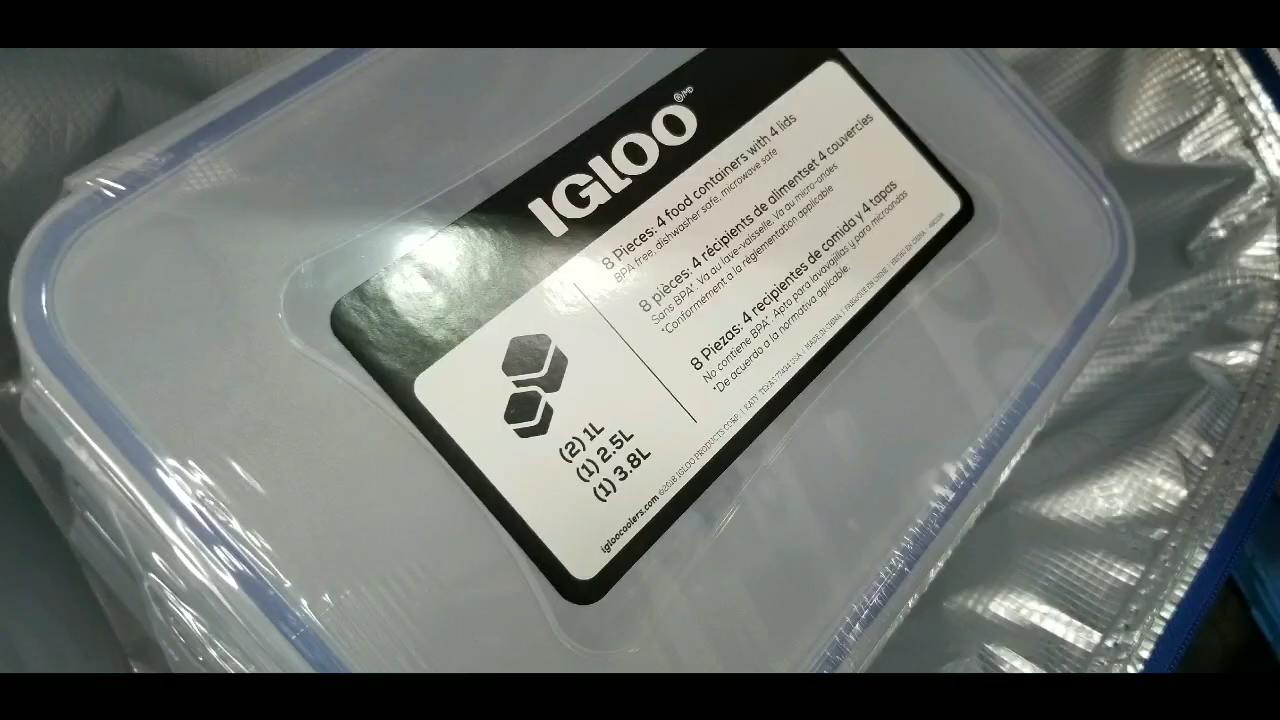 IGLOO®/MD
8 Pieces: 4 food containers with 4 lids
BPA free, dishwasher safe, microwave safe
8 pièces: 4 récipients de alimentset 4 couvercles
Sans BPA*. Va au lave-vaisselle. Va au micro-ondes
*Conformément a la réglementation applicable
8 Piezas: 4 recipientes de comida y 4 tapas
No contiene BPA*. Apto para lavavajillas y para microondas
*De acuerdo a la normativa aplicable.
(2) 1L
(1) 2.5L
(1) 3.8L
igloocoolers.com ©2018 IGLOO PRODUCTS CORP. | KATY, TEXAS 77494 USA | MADE IN CHINA | FABRIQUÉ EN CHINE | HECHO EN CHINA